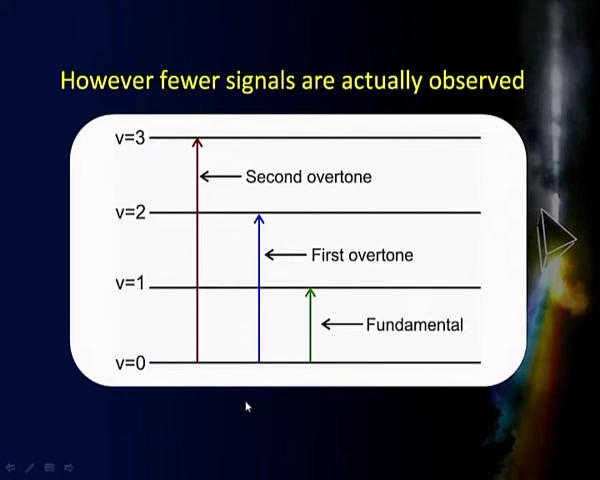 However fewer signals are actually observed
v=3
Second overtone
v=2
First overtone
v=1
Fundamental
v=0